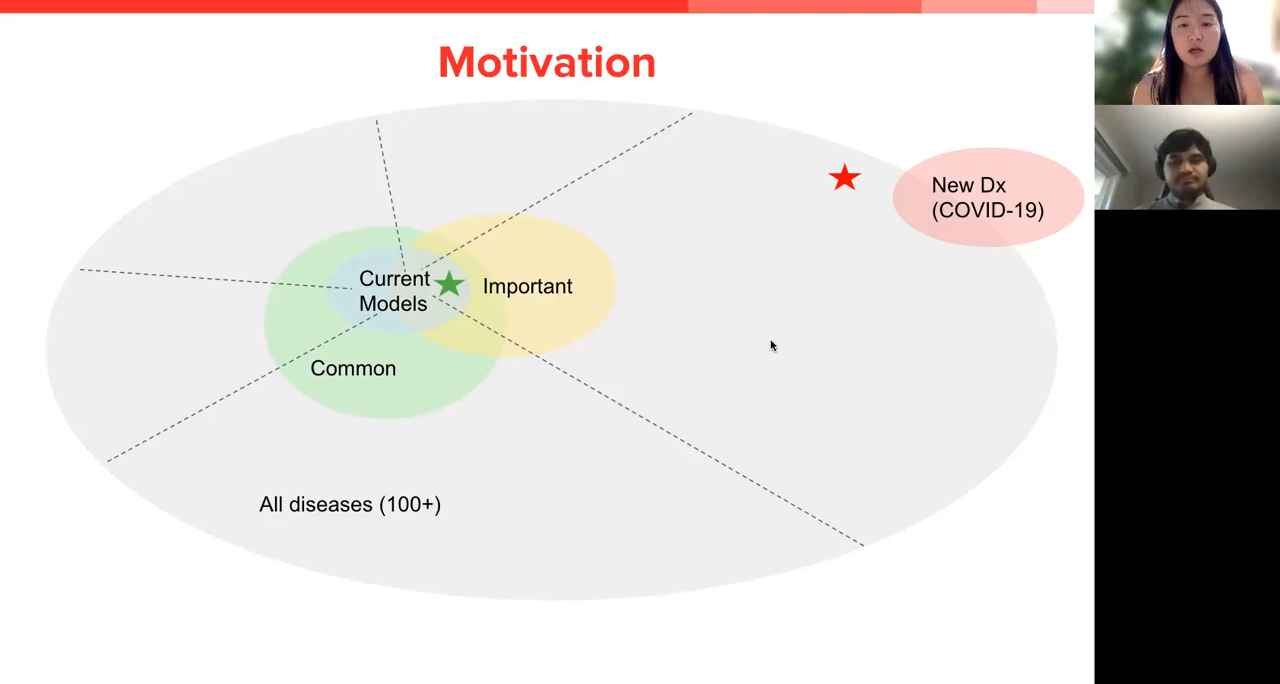 Motivation
New Dx
(COVID-19)
Current
Models
Important
Common
All diseases (100+)